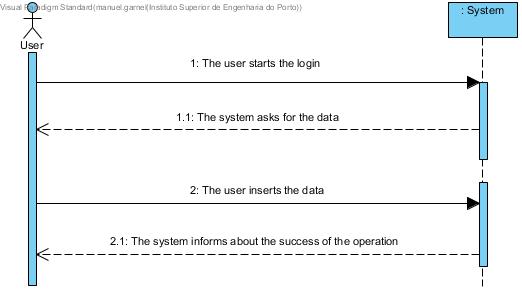 Visual Paradigm Standard(manuel.gamel(Instituto Superior de Engenharia do Porto))
: System
User
1: The user starts the login
1.1: The system asks for the data
2: The user inserts the data
2.1: The system informs about the success of the operation